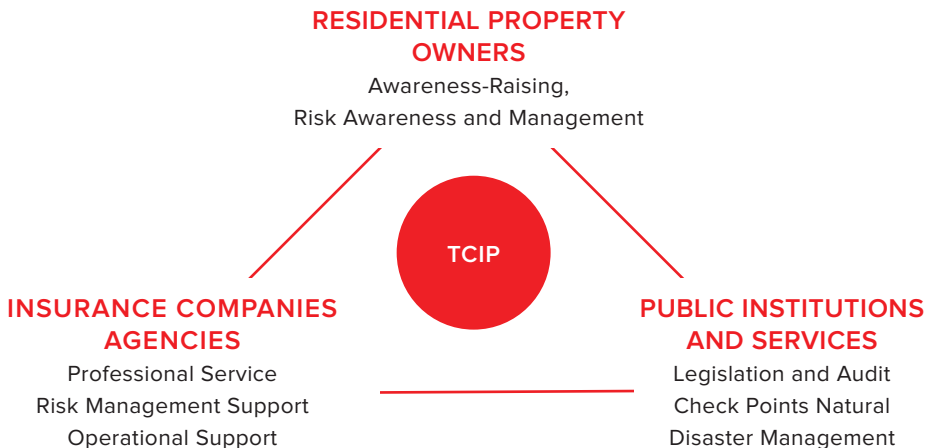 RESIDENTIAL PROPERTY
OWNERS
Awareness-Raising,
Risk Awareness and Management
TCIP
INSURANCE COMPANIES
AGENCIES
Professional Service
Risk Management Support
Operational Support
PUBLIC INSTITUTIONS
AND SERVICES
Legislation and Audit
Check Points Natural
Disaster Management